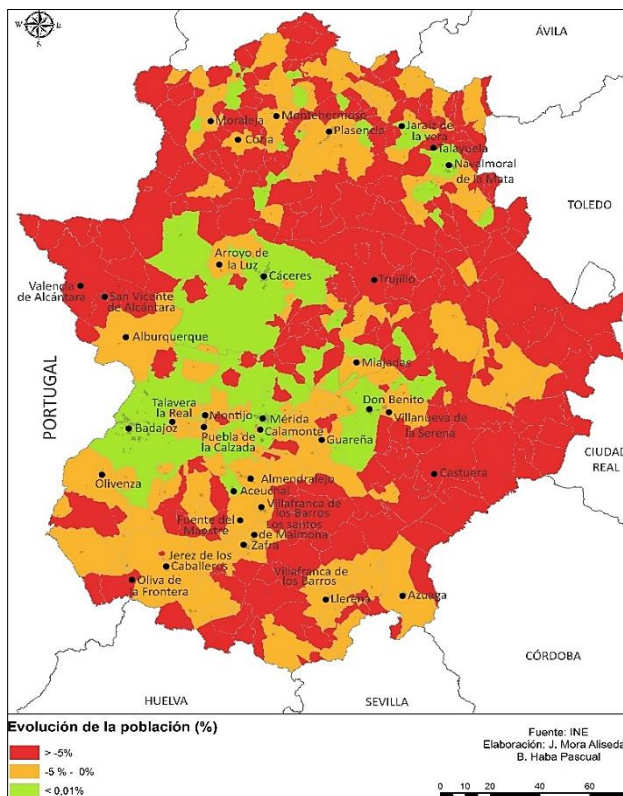 N
W E
S
ÁVILA
Montehermoso
Moraleja
Plasencia
Jaraíz de
la vera
Coria
Talayuela
Navalmoral
de la Mata
TOLEDO
Arroyo de
la Luz
Cáceres
Trujillo
Valencia
de Alcántara
San Vicente
de Alcántara
Alburquerque
Miajadas
PORTUGAL
Talavera
la Real
Montijo
Mérida
Don Benito
Badajoz
Puebla de
la Calzada
Calamonte
Villanueva de
la Serena
Guareña
CIUDAD
REAL
Castuera
Olivenza
Almendralejo
Aceuchal
Villafranca
de los Barros
Fuente del
Maestre
Los santos
de Maimona
Zafra
Jerez de los
Caballeros
Villafranca de
los Barros
Oliva de
la Frontera
Llerena
Azuaga
CÓRDOBA
HUELVA
SEVILLA
Evolución de la población (%)
> -5%
-5 % - 0%
< 0,01%
Fuente: INE
Elaboración: J. Mora Aliseda
B. Haba Pascual
0 20 40 60